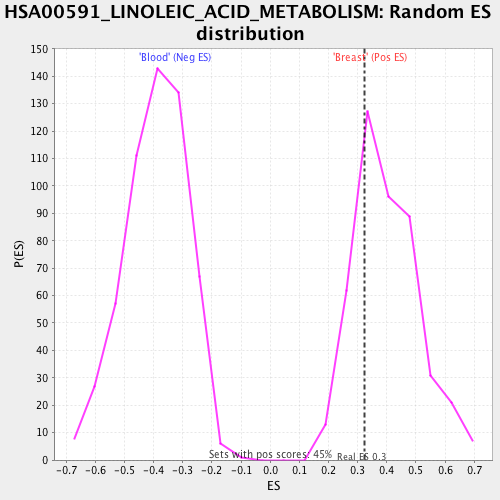 HSA00591_LINOLEIC_ACID_METABOLISM: Random ES
distribution
'Blood' (Neg ES)
'Breast' (Pos ES)
P(ES)
150
140
130
120
110
100
90
80
70
60
50
40
30
20
10
0
Sets with pos scores: 45%
Real ES 0.3
-0.7 -0.6 -0.5 -0.4 -0.3 -0.2 -0.1 0.0 0.1 0.2 0.3 0.4 0.5 0.6 0.7
ES